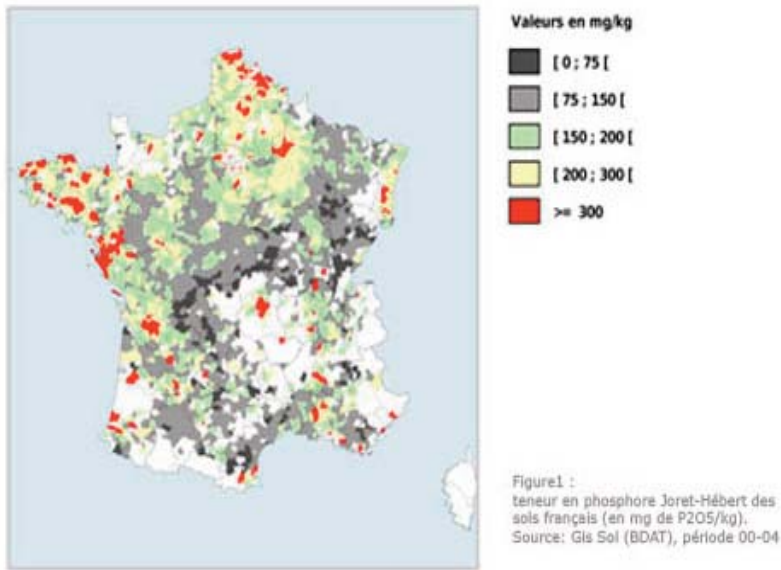 Valeurs en mg/kg
[ 0 ; 75 [
[ 75 ; 150 [
[ 150 ; 200 [
[ 200 ; 300 [
>= 300
Figure1 :
teneur en phosphore Joret-Hébert des
sols français (en mg de P2O5/kg).
Source: Gis Sol (BDAT), période 00-04